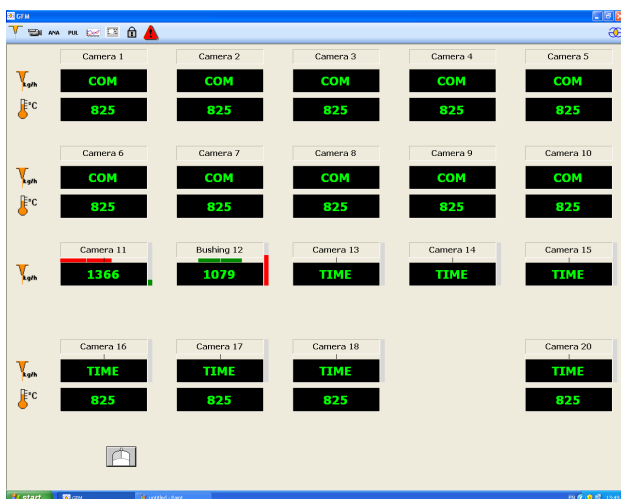 GFM
ANA PUL
Camera 1 Camera 2 Camera 3 Camera 4 Camera 5
kg/h COM COM COM COM COM
°C 825 825 825 825 825
Camera 6 Camera 7 Camera 8 Camera 9 Camera 10
kg/h COM COM COM COM COM
°C 825 825 825 825 825
Camera 11 Bushing 12 Camera 13 Camera 14 Camera 15
kg/h 1366 1079 TIME TIME TIME
Camera 16 Camera 17 Camera 18 Camera 20
kg/h TIME TIME TIME TIME
°C 825 825 825 825
start GFM untitled - Paint EN